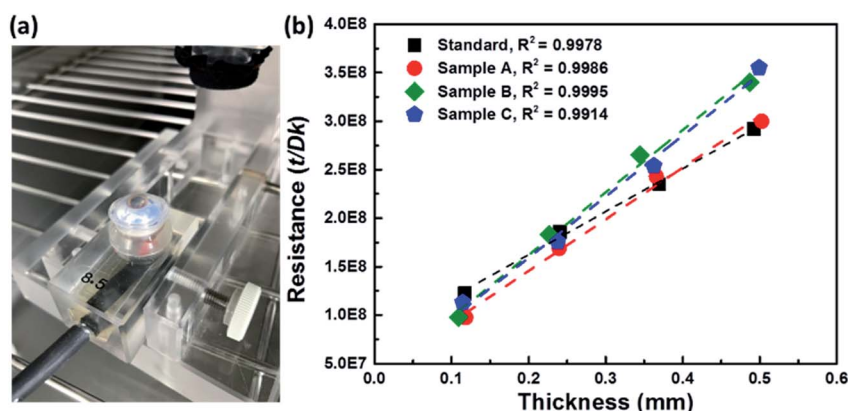 (a)
8.5
(b)
Resistance (t/Dk)
4.0E8
3.5E8
3.0E8
2.5E8
2.0E8
1.5E8
1.0E8
5.0E7
Standard, R² = 0.9978
Sample A, R² = 0.9986
Sample B, R² = 0.9995
Sample C, R² = 0.9914
0.0 0.1 0.2 0.3 0.4 0.5 0.6
Thickness (mm)